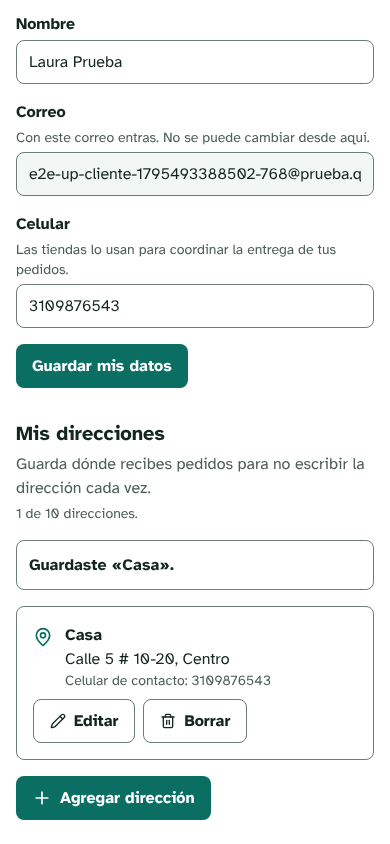 Nombre
Laura Prueba
Correo
Con este correo entras. No se puede cambiar desde aquí.
e2e-up-cliente-1795493388502-768@prueba.q
Celular
Las tiendas lo usan para coordinar la entrega de tus
pedidos.
3109876543
Guardar mis datos
Mis direcciones
Guarda dónde recibes pedidos para no escribir la
dirección cada vez.
1 de 10 direcciones.
Guardaste «Casa».
Casa
Calle 5 # 10-20, Centro
Celular de contacto: 3109876543
Editar
Borrar
Agregar dirección